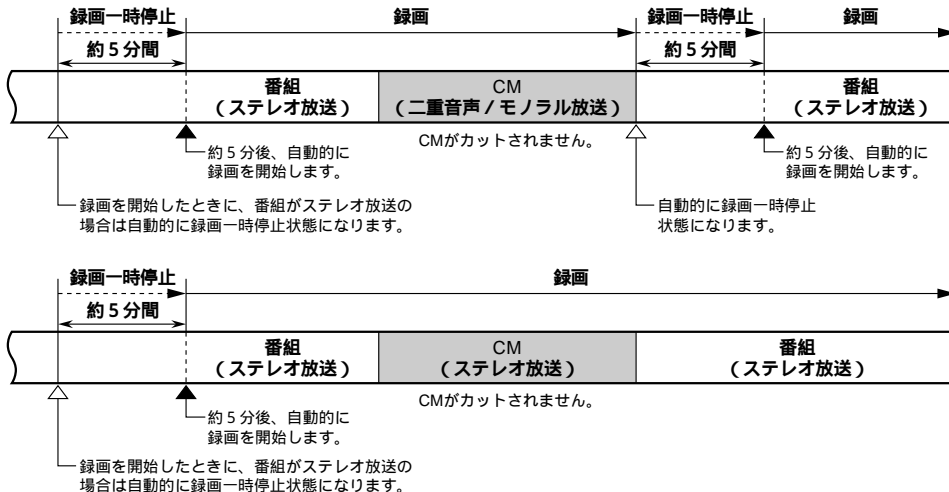 録画一時停止 録画 録画一時停止 録画
約5分間 約5分間
番組 CM 番組
(ステレオ放送) (二重音声/モノラル放送) (ステレオ放送)
CMがカットされません。
約5分後、自動的に
録画を開始します。
約5分後、自動的に
録画を開始します。
録画を開始したときに、番組がステレオ放送の
場合は自動的に録画一時停止状態になります。
自動的に録画一時停止
状態になります。
録画一時停止 録画
約5分間
番組 CM 番組
(ステレオ放送) (ステレオ放送) (ステレオ放送)
CMがカットされません。
約5分後、自動的に
録画を開始します。
録画を開始したときに、番組がステレオ放送の
場合は自動的に録画一時停止状態になります。